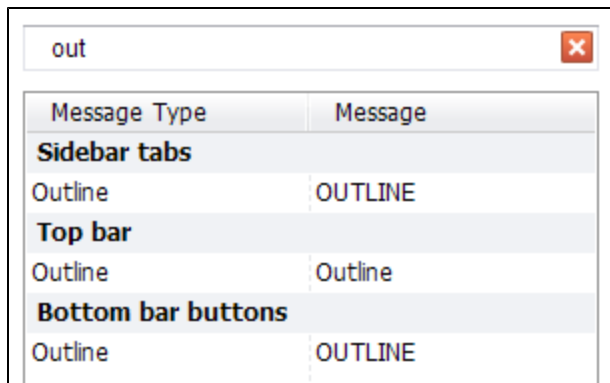 out
Message Type Message
Sidebar tabs
Outline OUTLINE
Top bar
Outline Outline
Bottom bar buttons
Outline OUTLINE